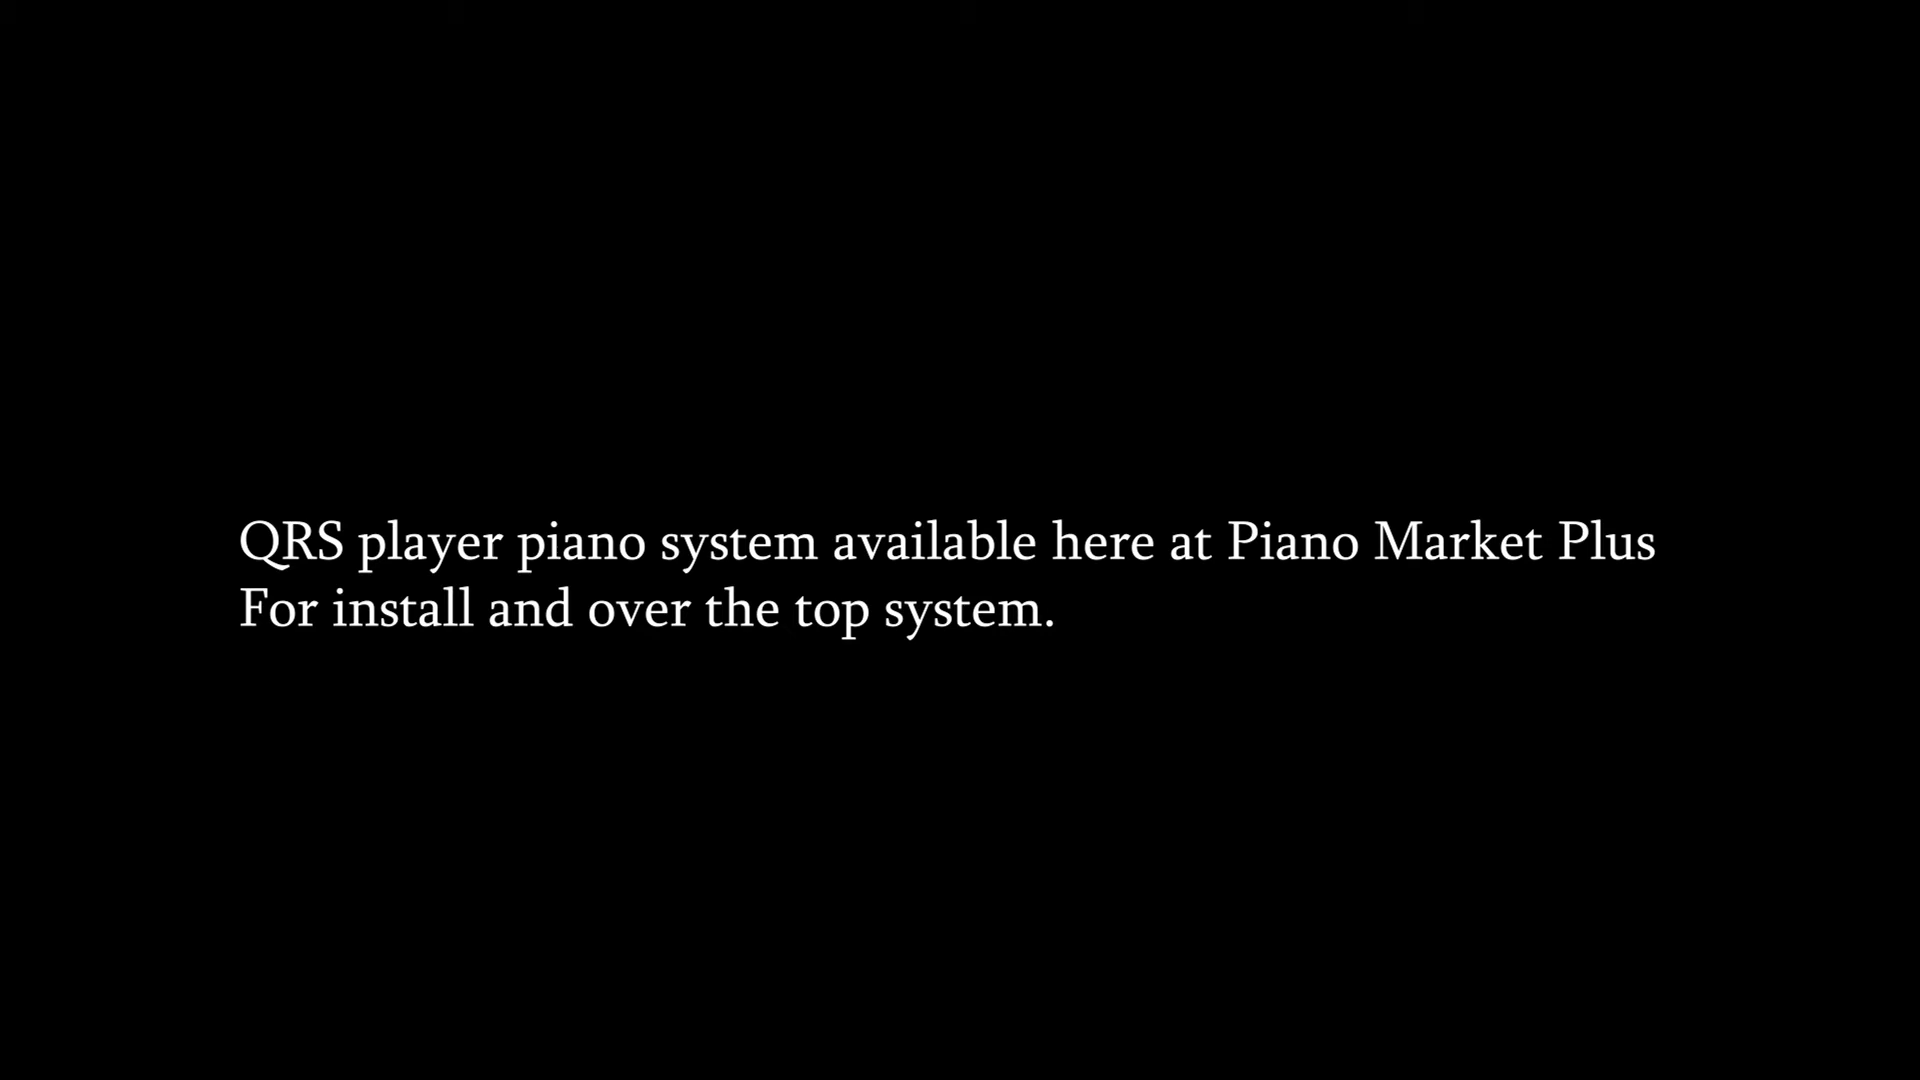 QRS player piano system available here at Piano Market Plus
For install and over the top system.